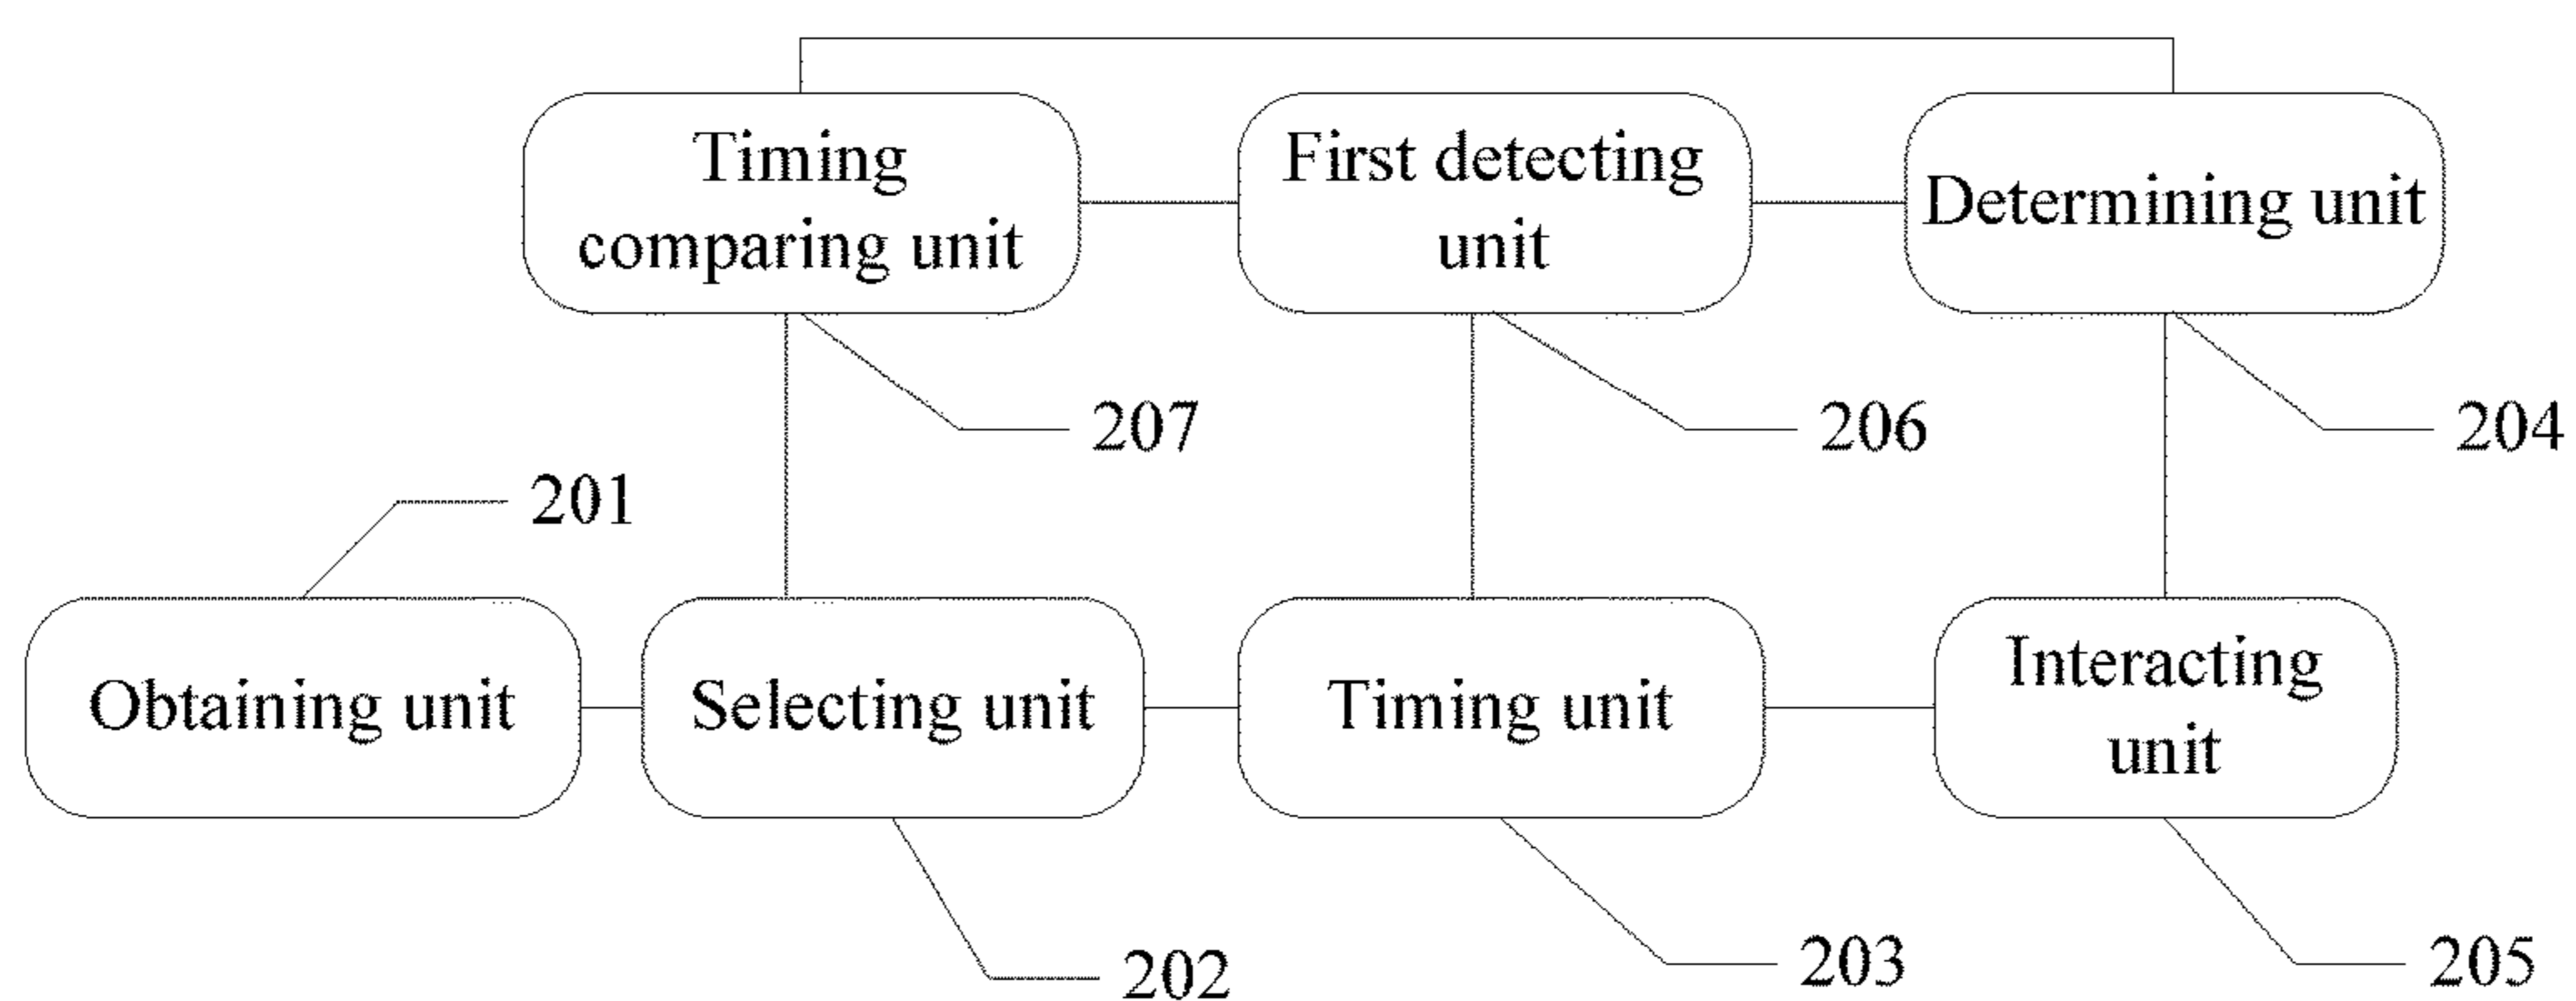 Timing
comparing unit
First detecting
unit
Determining unit
207
206
204
201
Obtaining unit
Selecting unit
Timing unit
Interacting
unit
202
203
205